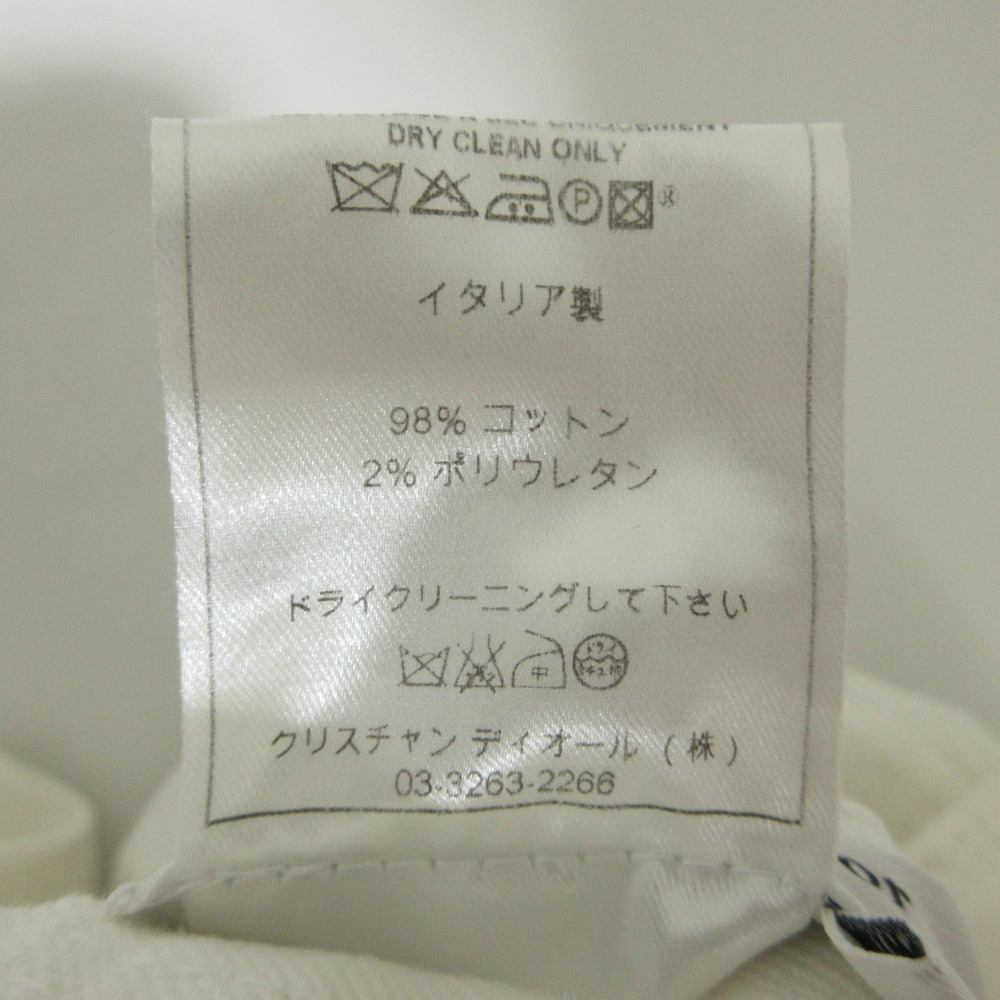 DRY CLEAN ONLY
P ®
イタリア製
98% コットン
2% ポリウレタン
ドライクリーニングして下さい
中
クリスチャン ディオール (株)
03-3263-2266